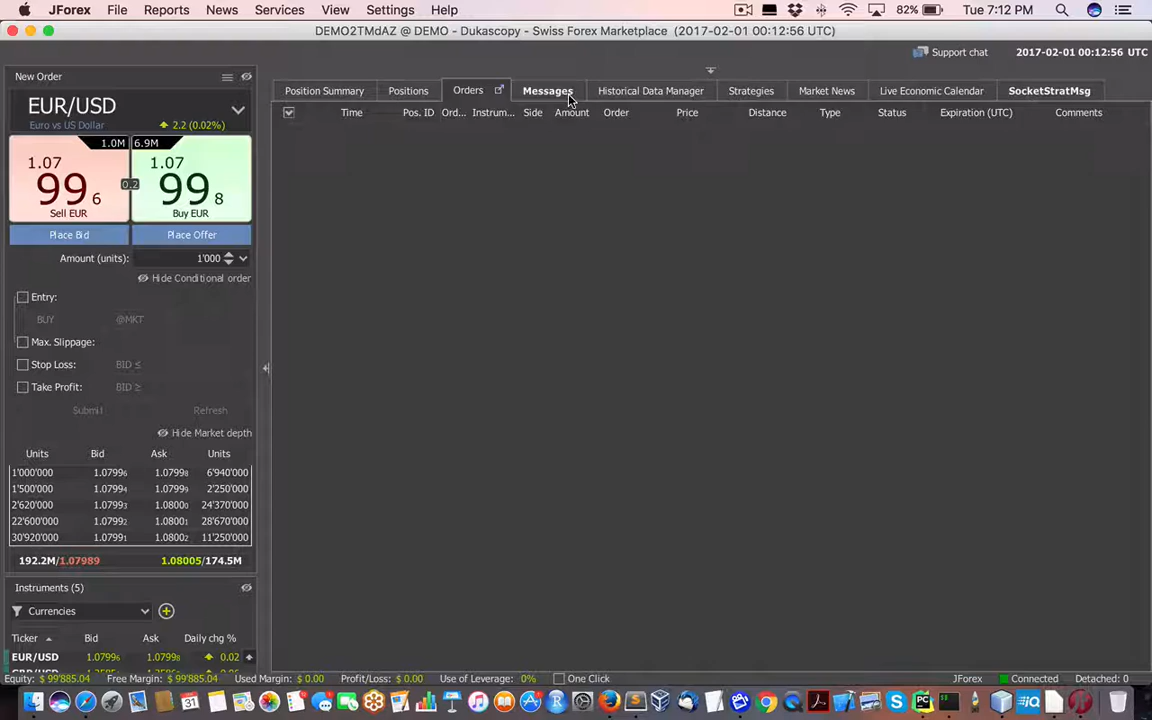 JForex File Reports News Services View Settings Help 82% Tue 7:12 PM
DEMO2TMdAZ @ DEMO - Dukascopy - Swiss Forex Marketplace (2017-02-01 00:12:56 UTC)
Support chat 2017-02-01 00:12:56 UTC
New Order
Position Summary Positions Orders Messages Historical Data Manager Strategies Market News Live Economic Calendar SocketStratMsg
EUR/USD
Euro vs US Dollar 2.2 (0.02%)
Time Pos. ID Ord... Instrum... Side Amount Order Price Distance Type Status Expiration (UTC) Comments
1.0M 6.9M
1.07 1.07
99 6 0.2 99 8
Sell EUR Buy EUR
Place Bid Place Offer
Amount (units): 1'000
Hide Conditional order
Entry:
BUY @MKT
Max. Slippage:
Stop Loss: BID ≤
Take Profit: BID ≥
Submit Refresh
Hide Market depth
Units Bid Ask Units
1'000'000 1.07996 1.07998 6'940'000
1'500'000 1.07994 1.07999 2'250'000
2'620'000 1.07993 1.08000 24'370'000
22'600'000 1.07992 1.08001 28'670'000
30'920'000 1.07991 1.08002 11'250'000
192.2M/1.07989 1.08005/174.5M
Instruments (5)
Currencies
Ticker Bid Ask Daily chg %
EUR/USD 1.07996 1.07998 0.02
Equity: $ 99'885.04 Free Margin: $ 99'885.04 Used Margin: $ 0.00 Profit/Loss: $ 0.00 Use of Leverage: 0% One Click JForex Connected Detached: 0